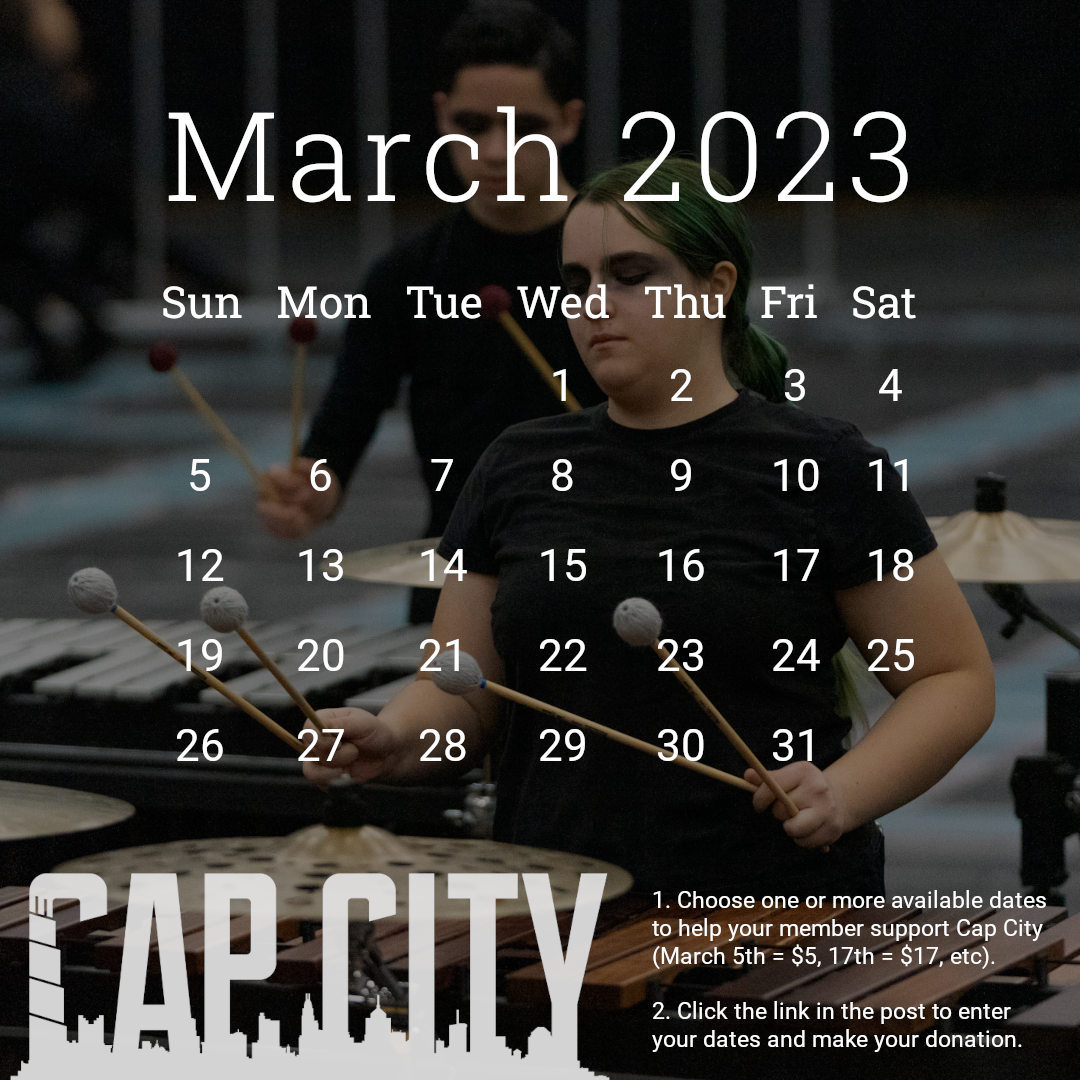 March 2023
Sun Mon Tue Wed Thu Fri Sat
1 2 3 4
5 6 7 8 9 10 11
12 13 14 15 16 17 18
19 20 21 22 23 24 25
26 27 28 29 30 31
CAP CITY
1. Choose one or more available dates
to help your member support Cap City
(March 5th = $5, 17th = $17, etc).
2. Click the link in the post to enter
your dates and make your donation.